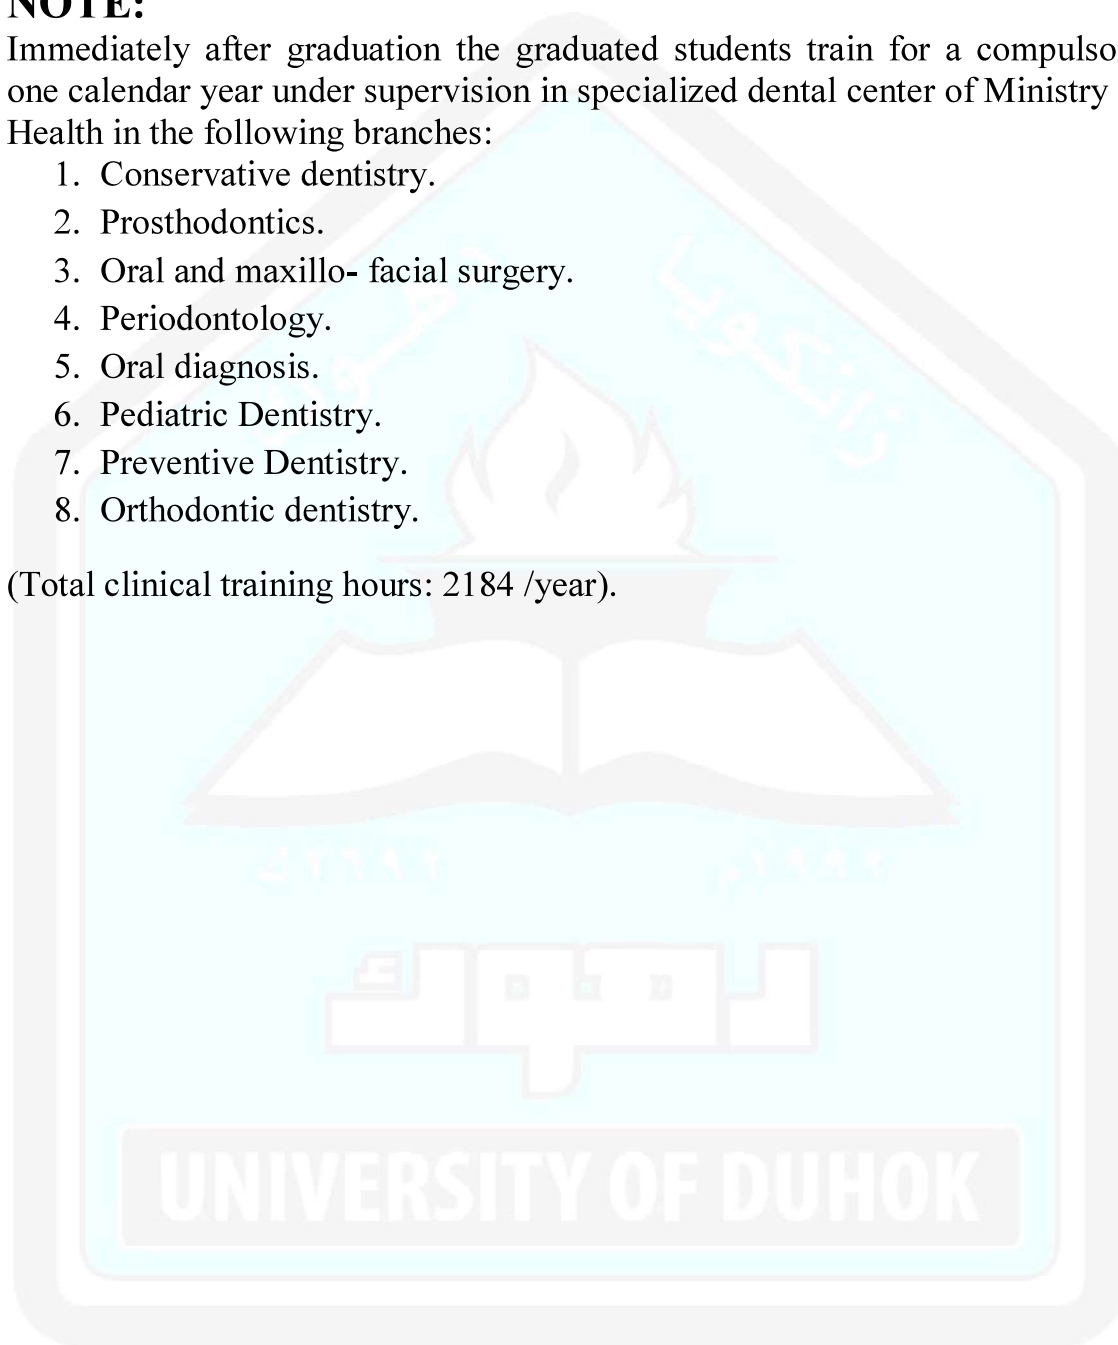 NOTE:
Immediately after graduation the graduated students train for a compulso
one calendar year under supervision in specialized dental center of Ministry
Health in the following branches:
1. Conservative dentistry.
2. Prosthodontics.
3. Oral and maxillo- facial surgery.
4. Periodontology.
5. Oral diagnosis.
6. Pediatric Dentistry.
7. Preventive Dentistry.
8. Orthodontic dentistry.
(Total clinical training hours: 2184 /year).
زانكويا
دهوك
UNIVERSITY OF DUHOK